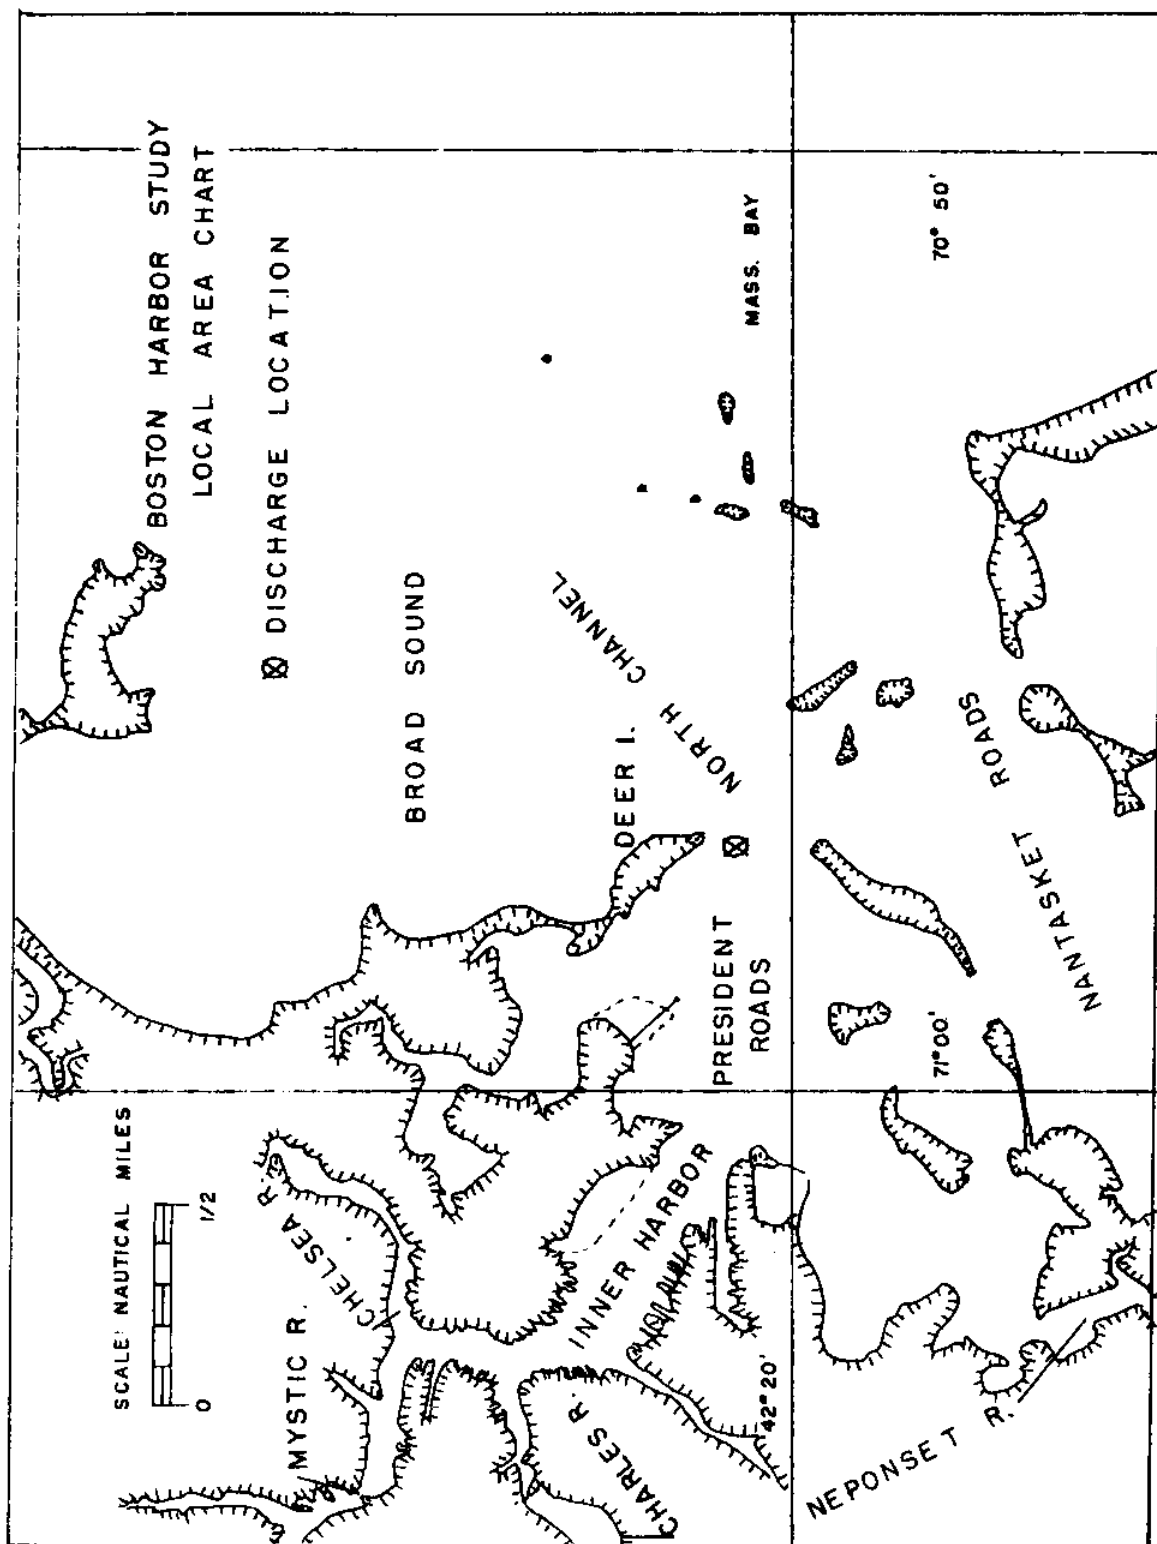 BOSTON HARBOR STUDY
LOCAL AREA CHART
DISCHARGE LOCATION
SCALE: NAUTICAL MILES
0 1/2
BROAD SOUND
MYSTIC R.
CHELSEA R.
DEER I.
NORTH CHANNEL
INNER HARBOR
CHARLES R.
PRESIDENT
ROADS
MASS. BAY
42° 20'
71° 00'
70° 50'
NANTASKET ROADS
NEPONSET R.